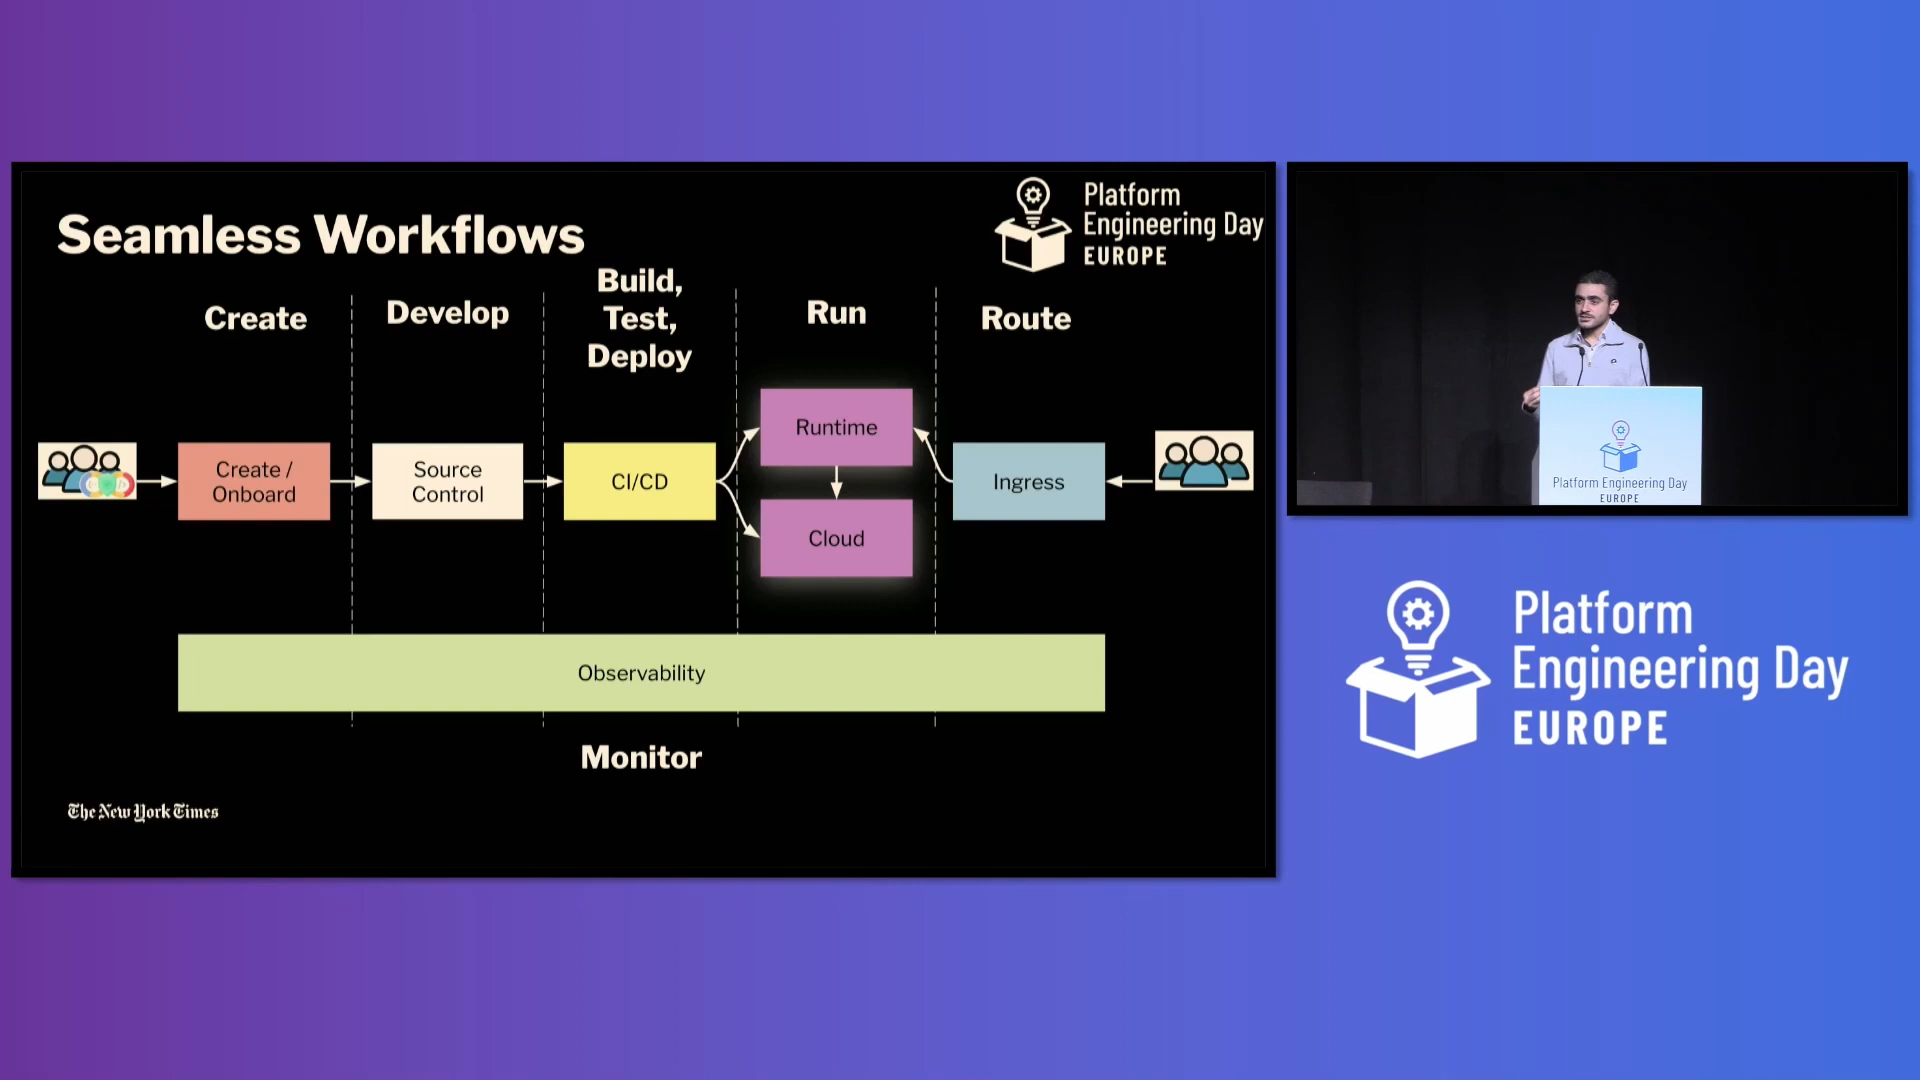 Seamless Workflows
Platform
Engineering Day
EUROPE
Create
Develop
Build,
Test,
Deploy
Run
Route
Create /
Onboard
Source
Control
CI/CD
Runtime
Cloud
Ingress
Observability
Monitor
The New York Times
Platform Engineering Day
EUROPE
Platform
Engineering Day
EUROPE